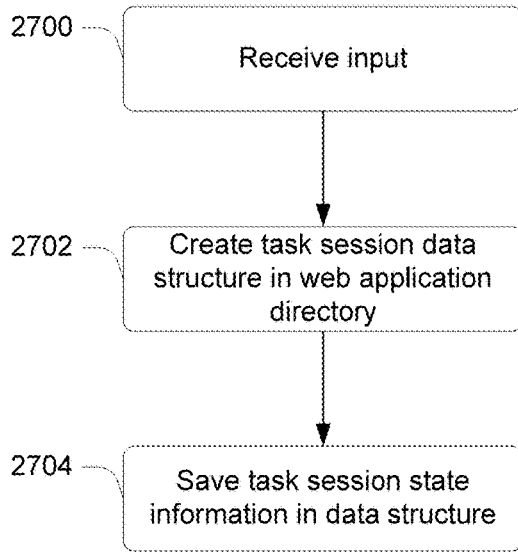 2700
Receive input
2702
Create task session data
structure in web application
directory
2704
Save task session state
information in data structure